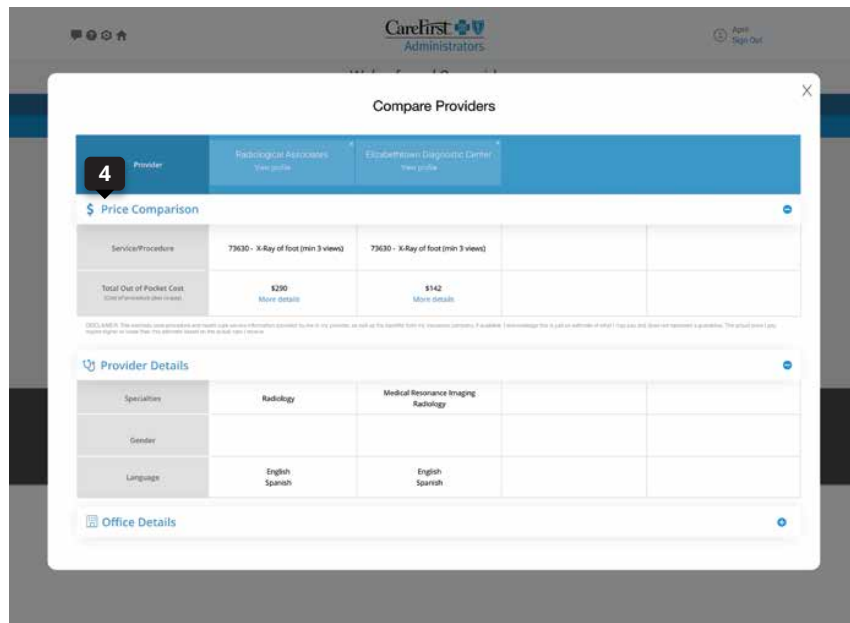 CareFirst
Administrators
April
Sign Out
X
Compare Providers
Provider
Radiological Associates
View profile
x
Elizabethtown Diagnostic Center
View profile
x
4
$ Price Comparison
Service/Procedure
73630 - X-Ray of foot (min 3 views)
73630 - X-Ray of foot (min 3 views)
Total Out of Pocket Cost
$290
More details
$142
More details
Provider Details
Specialties
Radiology
Medical Resonance Imaging
Radiology
Gender
Language
English
Spanish
English
Spanish
Office Details